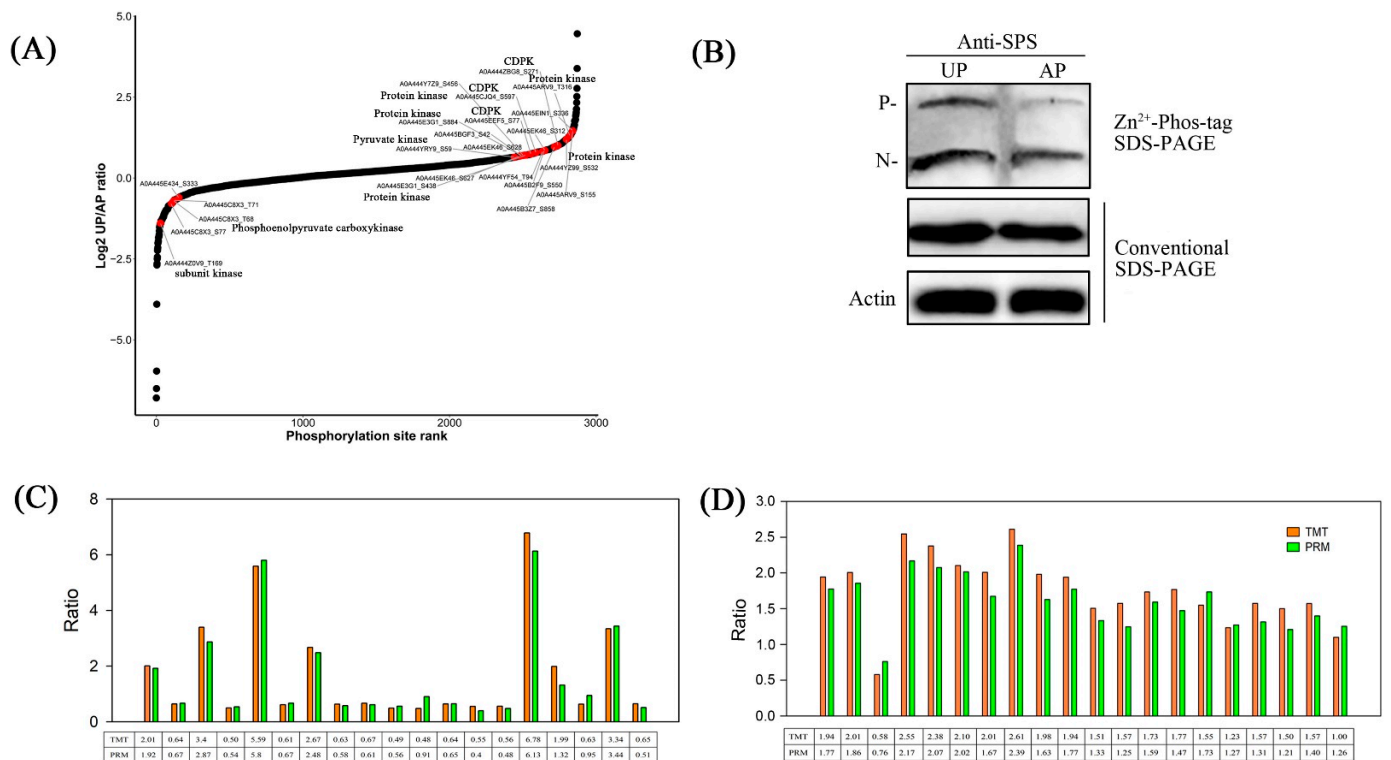 (A)
5.0
2.5
0.0
−2.5
−5.0
Log2 UP/AP ratio
0
1000
2000
3000
Phosphorylation site rank
CDPK
A0A444ZBG8_S271
Protein kinase
A0A444Y7Z9_S456
CDPK
A0A445ARV9_T316
Protein kinase
A0A445CJQ4_S597
CDPK
A0A445EIN1_S336
Protein kinase
A0A445EEF5_S77
A0A445E3G1_S884
A0A445EK46_S312
A0A445BGF3_S42
Pyruvate kinase
A0A445EK46_S628
A0A444YRY9_S59
Protein kinase
A0A444YZ99_S532
A0A445EK46_S627
A0A444YF54_T94
A0A445E3G1_S438
A0A445B2F9_S550
Protein kinase
A0A445ARV9_S155
A0A445B3Z7_S858
A0A445E434_S333
A0A445C8X3_T71
A0A445C8X3_T68
A0A445C8X3_S77
Phosphoenolpyruvate carboxykinase
A0A444Z0V9_T169
subunit kinase
(B)
Anti-SPS
UP AP
P-
N-
Zn2+-Phos-tag
SDS-PAGE
Conventional
SDS-PAGE
Actin
(C)
8
6
4
2
0
Ratio
TMT 2.01 0.64 3.4 0.50 5.59 0.61 2.67 0.63 0.67 0.49 0.48 0.64 0.55 0.56 6.78 1.99 0.63 3.34 0.65
PRM 1.92 0.67 2.87 0.54 5.8 0.67 2.48 0.58 0.61 0.56 0.91 0.65 0.4 0.48 6.13 1.32 0.95 3.44 0.51
(D)
3.0
2.5
2.0
1.5
1.0
0.5
0.0
Ratio
TMT
PRM
TMT 1.94 2.01 0.58 2.55 2.38 2.10 2.01 2.61 1.98 1.94 1.51 1.57 1.73 1.77 1.55 1.23 1.57 1.50 1.57 1.00
PRM 1.77 1.86 0.76 2.17 2.07 2.02 1.67 2.39 1.63 1.77 1.33 1.25 1.59 1.47 1.73 1.27 1.31 1.21 1.40 1.26